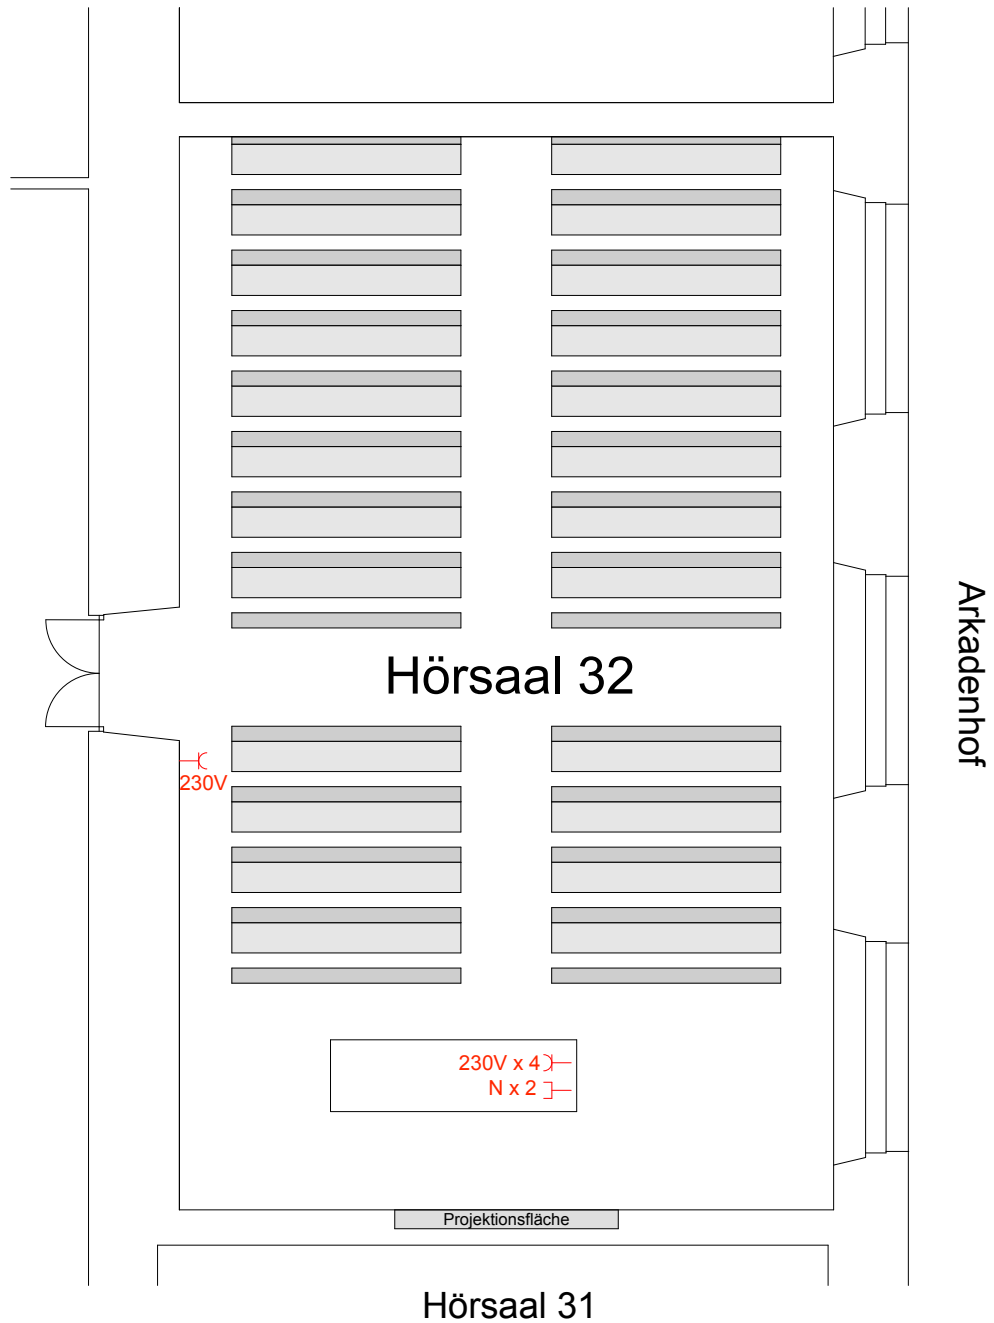 Hörsaal 32
Arkadenhof
230V
230V x 4
N x 2
Projektionsfläche
Hörsaal 31